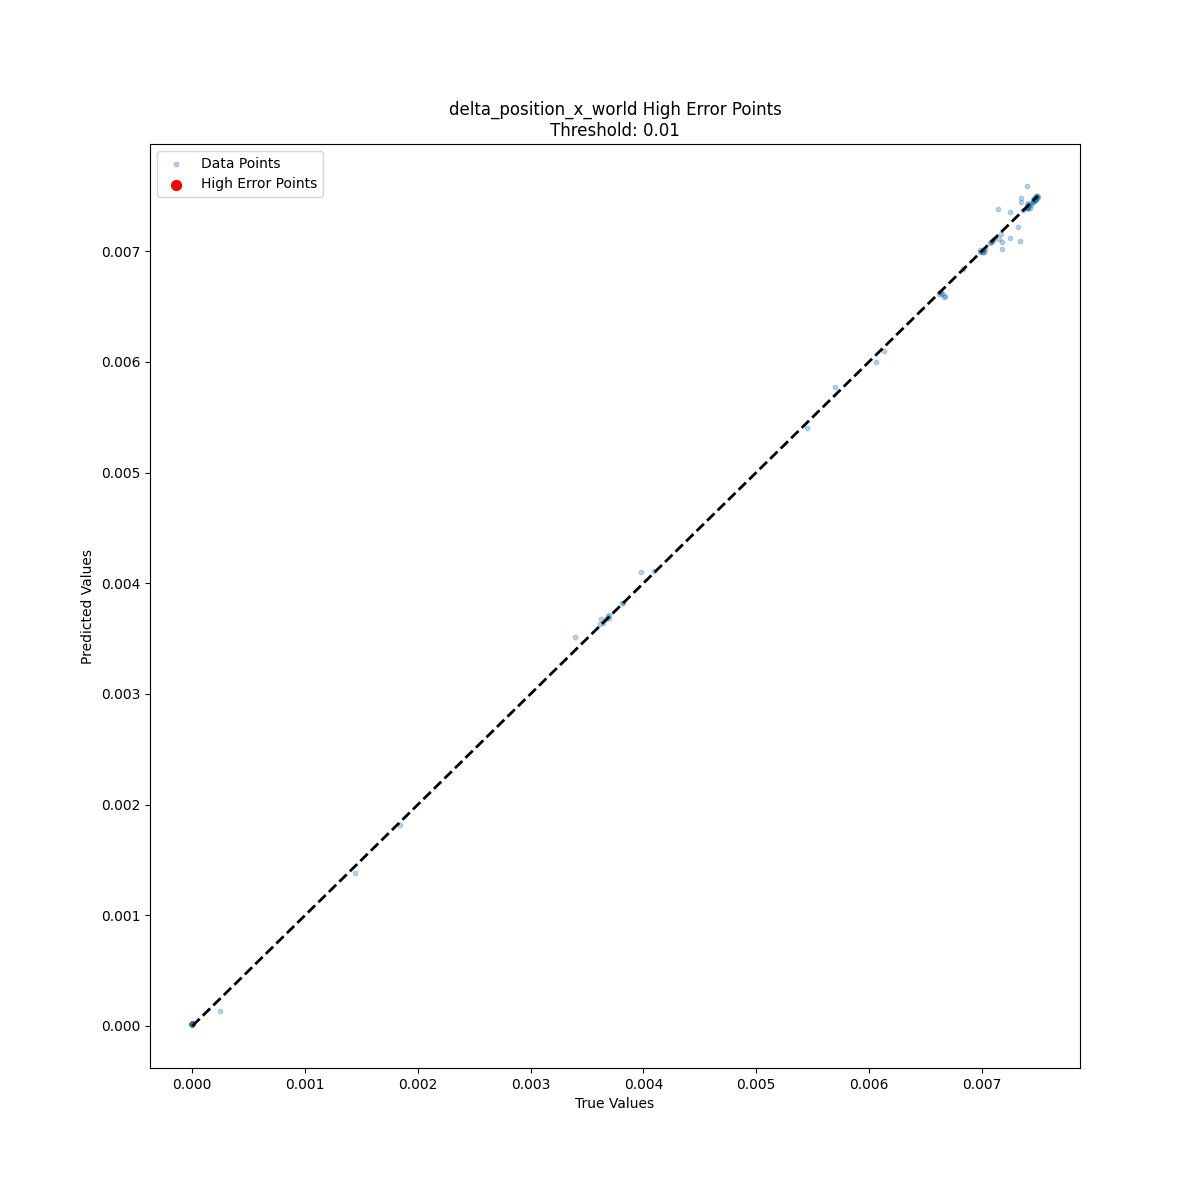 delta_position_x_world High Error Points
Threshold: 0.01
Data Points
High Error Points
Predicted Values
0.007
0.006
0.005
0.004
0.003
0.002
0.001
0.000
0.000 0.001 0.002 0.003 0.004 0.005 0.006 0.007
True Values